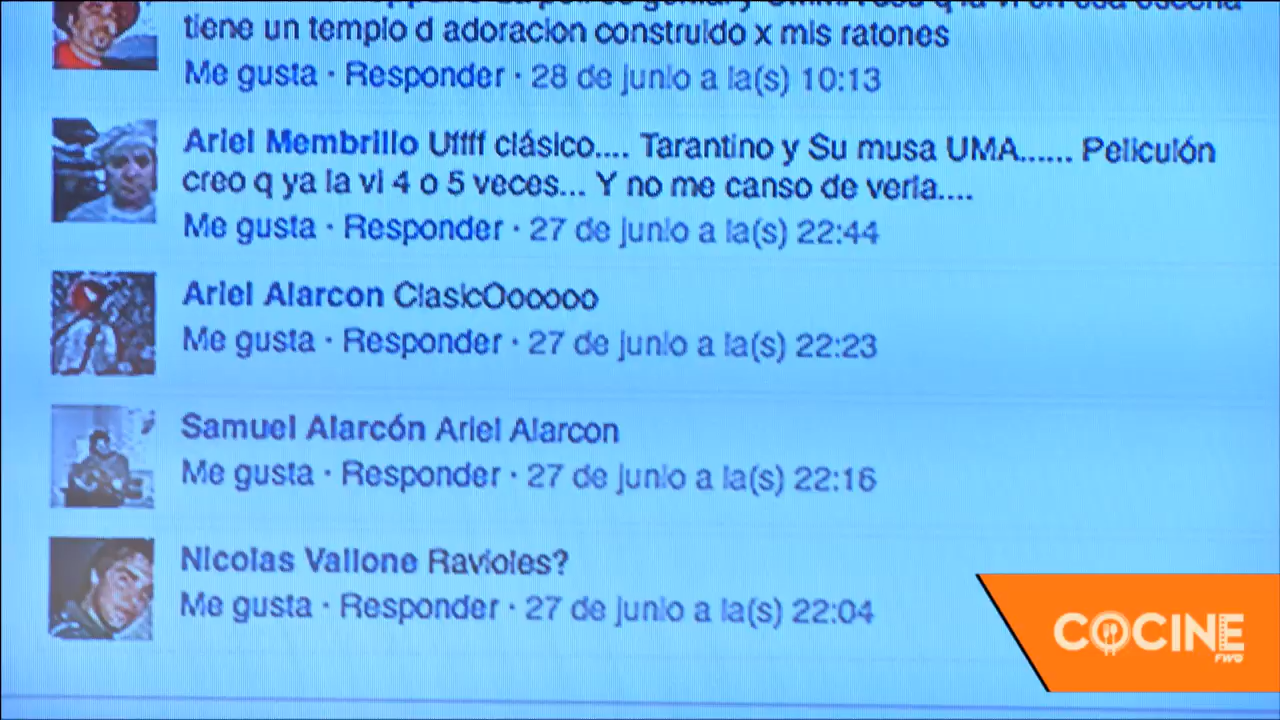 tiene un templo d adoracion construido x mis ratones
Me gusta · Responder · 28 de junio a la(s) 10:13
Ariel Membrillo Uffff clásico.... Tarantino y Su musa UMA...... Peliculón
creo q ya la vi 4 o 5 veces... Y no me canso de verla....
Me gusta · Responder · 27 de junio a la(s) 22:44
Ariel Alarcon ClasicOooooo
Me gusta · Responder · 27 de junio a la(s) 22:23
Samuel Alarcón Ariel Alarcon
Me gusta · Responder · 27 de junio a la(s) 22:16
Nicolas Vallone Ravioles?
Me gusta · Responder · 27 de junio a la(s) 22:04
COCINE
FWG